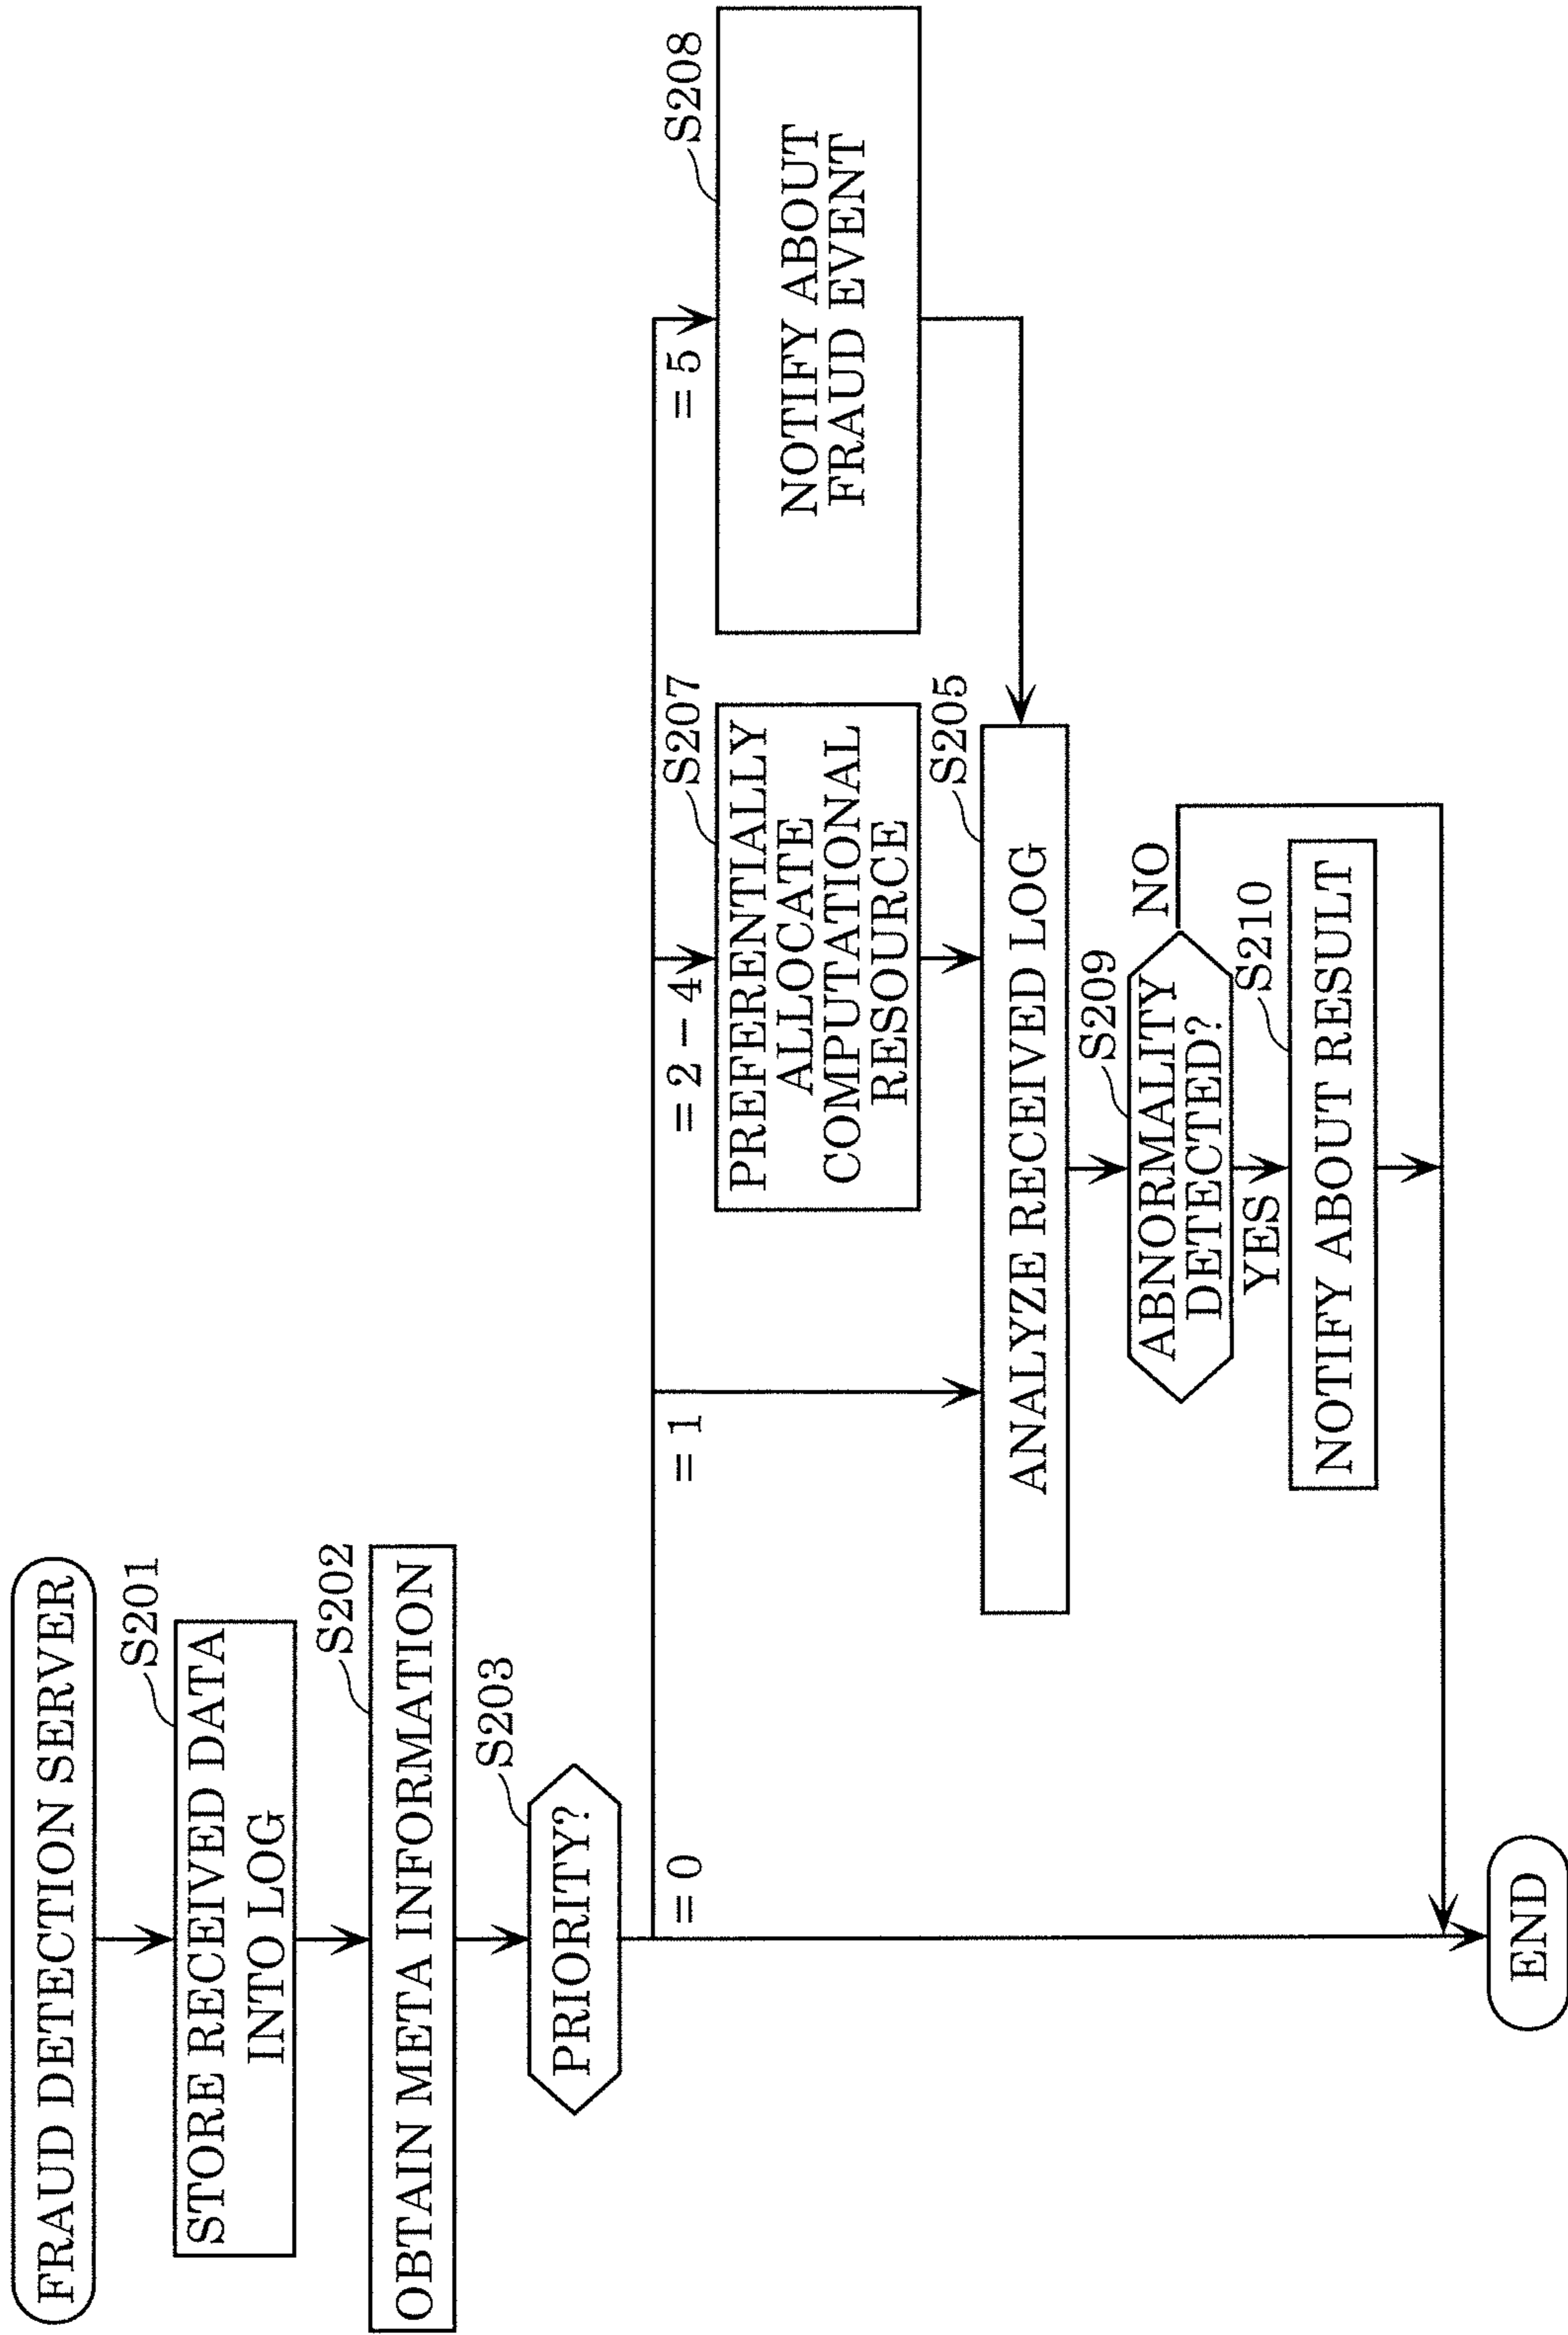 FRAUD DETECTION SERVER
S201
STORE RECEIVED DATA
INTO LOG
S202
OBTAIN META INFORMATION
S203
PRIORITY?
= 0
= 1
= 2 - 4
= 5
S207
PREFERENTIALLY
ALLOCATE
COMPUTATIONAL
RESOURCE
S208
NOTIFY ABOUT
FRAUD EVENT
S205
ANALYZE RECEIVED LOG
S209
ABNORMALITY
DETECTED?
NO
YES
S210
NOTIFY ABOUT RESULT
END